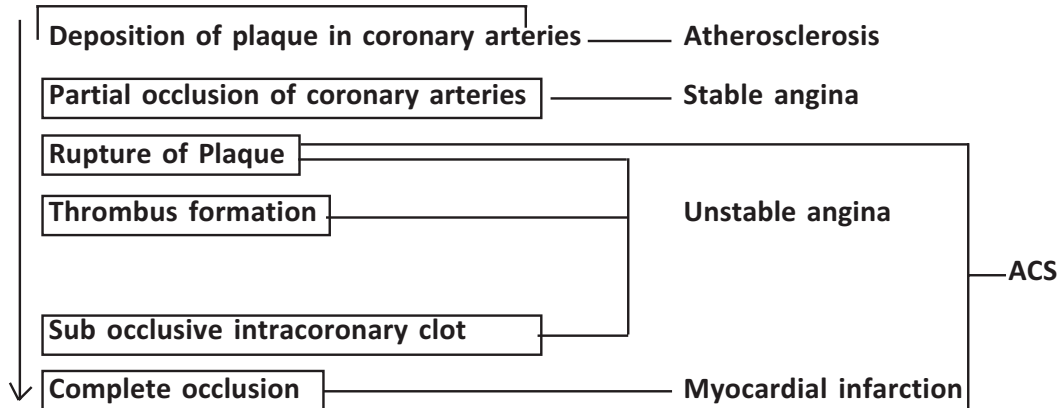 Deposition of plaque in coronary arteries Atherosclerosis
Partial occlusion of coronary arteries Stable angina
Rupture of Plaque
Thrombus formation Unstable angina
ACS
Sub occlusive intracoronary clot
Complete occlusion Myocardial infarction